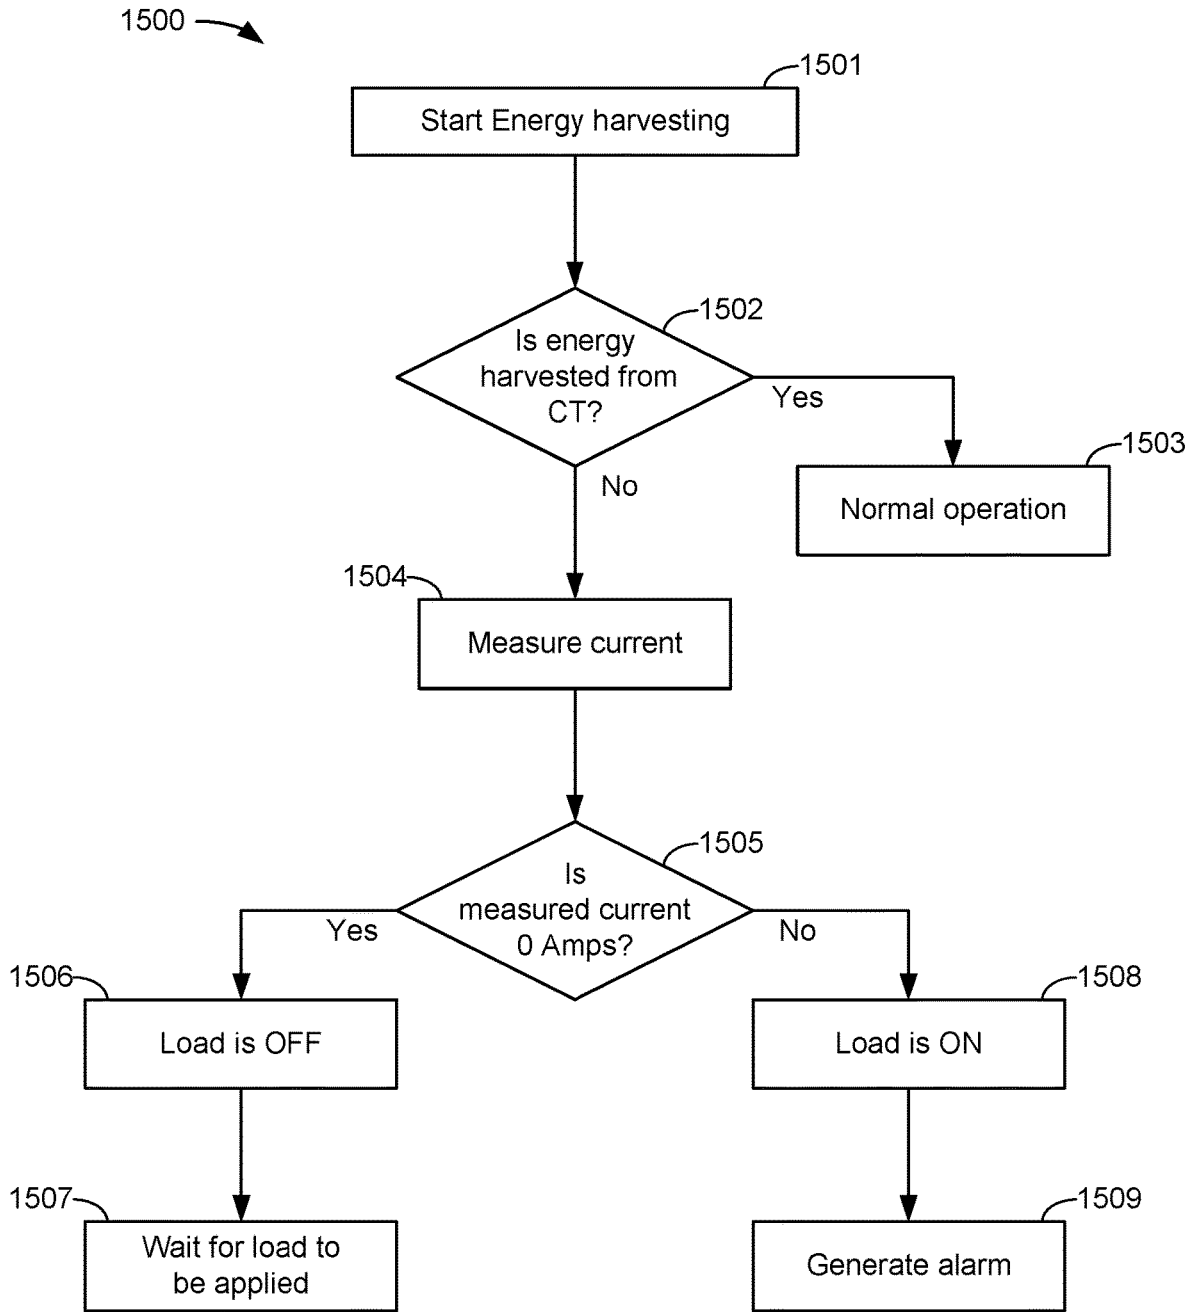 1500
1501
Start Energy harvesting
1502
Is energy
harvested from
CT?
Yes
No
1503
Normal operation
1504
Measure current
1505
Is
measured current
0 Amps?
Yes
No
1506
Load is OFF
1508
Load is ON
1507
Wait for load to
be applied
1509
Generate alarm